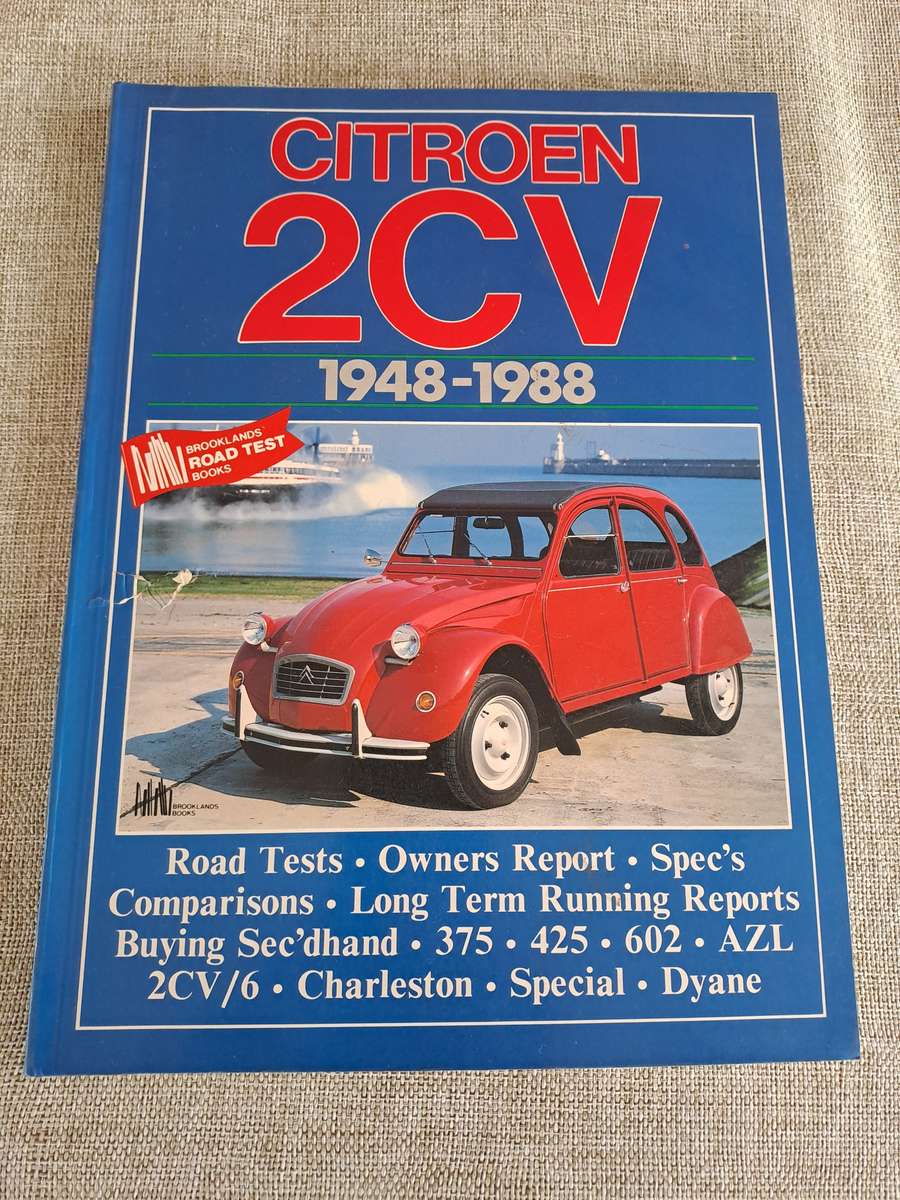 CITROEN
2CV
1948-1988
BROOKLANDS
ROAD TEST
BOOKS
BROOKLANDS
BOOKS
Road Tests • Owners Report • Spec's
Comparisons • Long Term Running Reports
Buying Sec'dhand • 375 • 425 • 602 • AZL
2CV/6 • Charleston • Special • Dyane